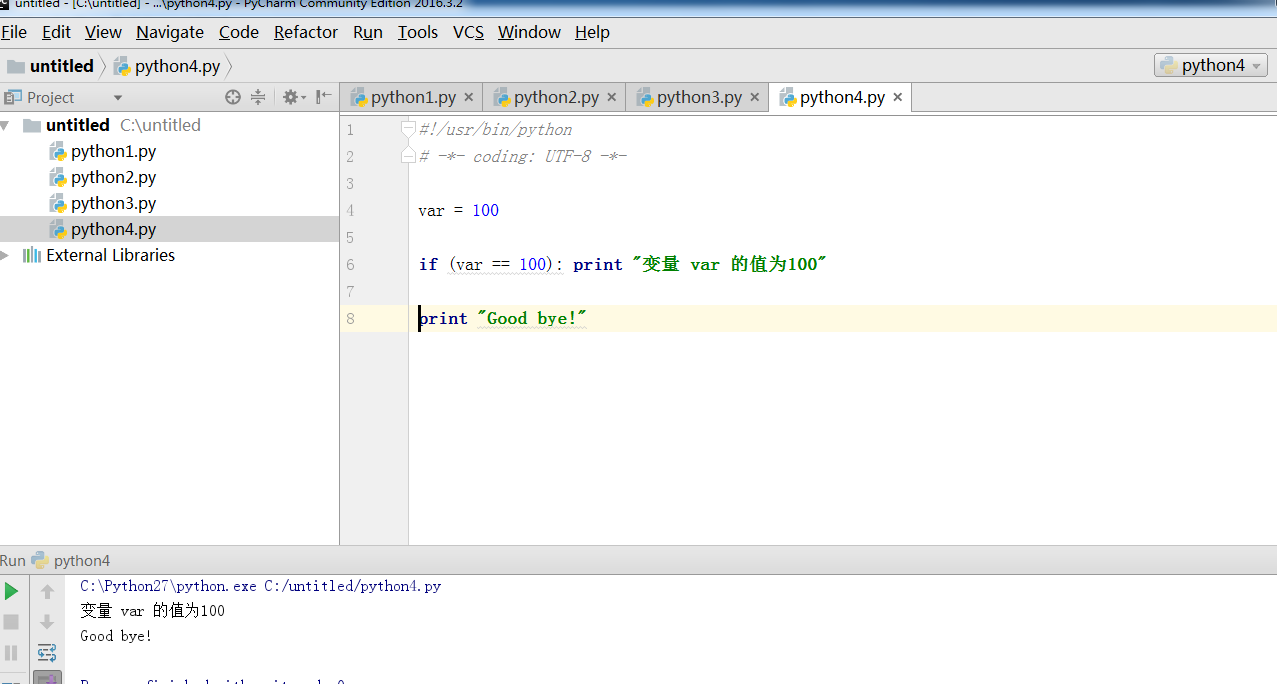 untitled - [C:\untitled] - ...\python4.py - PyCharm Community Edition 2016.3.2
File Edit View Navigate Code Refactor Run Tools VCS Window Help
untitled python4.py python4
Project python1.py python2.py python3.py python4.py
untitled C:\untitled
python1.py
python2.py
python3.py
python4.py
External Libraries
1 #!/usr/bin/python
2 # -*- coding: UTF-8 -*-
3
4 var = 100
5
6 if (var == 100): print "变量 var 的值为100"
7
8 print "Good bye!"
Run python4
C:\Python27\python.exe C:/untitled/python4.py
变量 var 的值为100
Good bye!